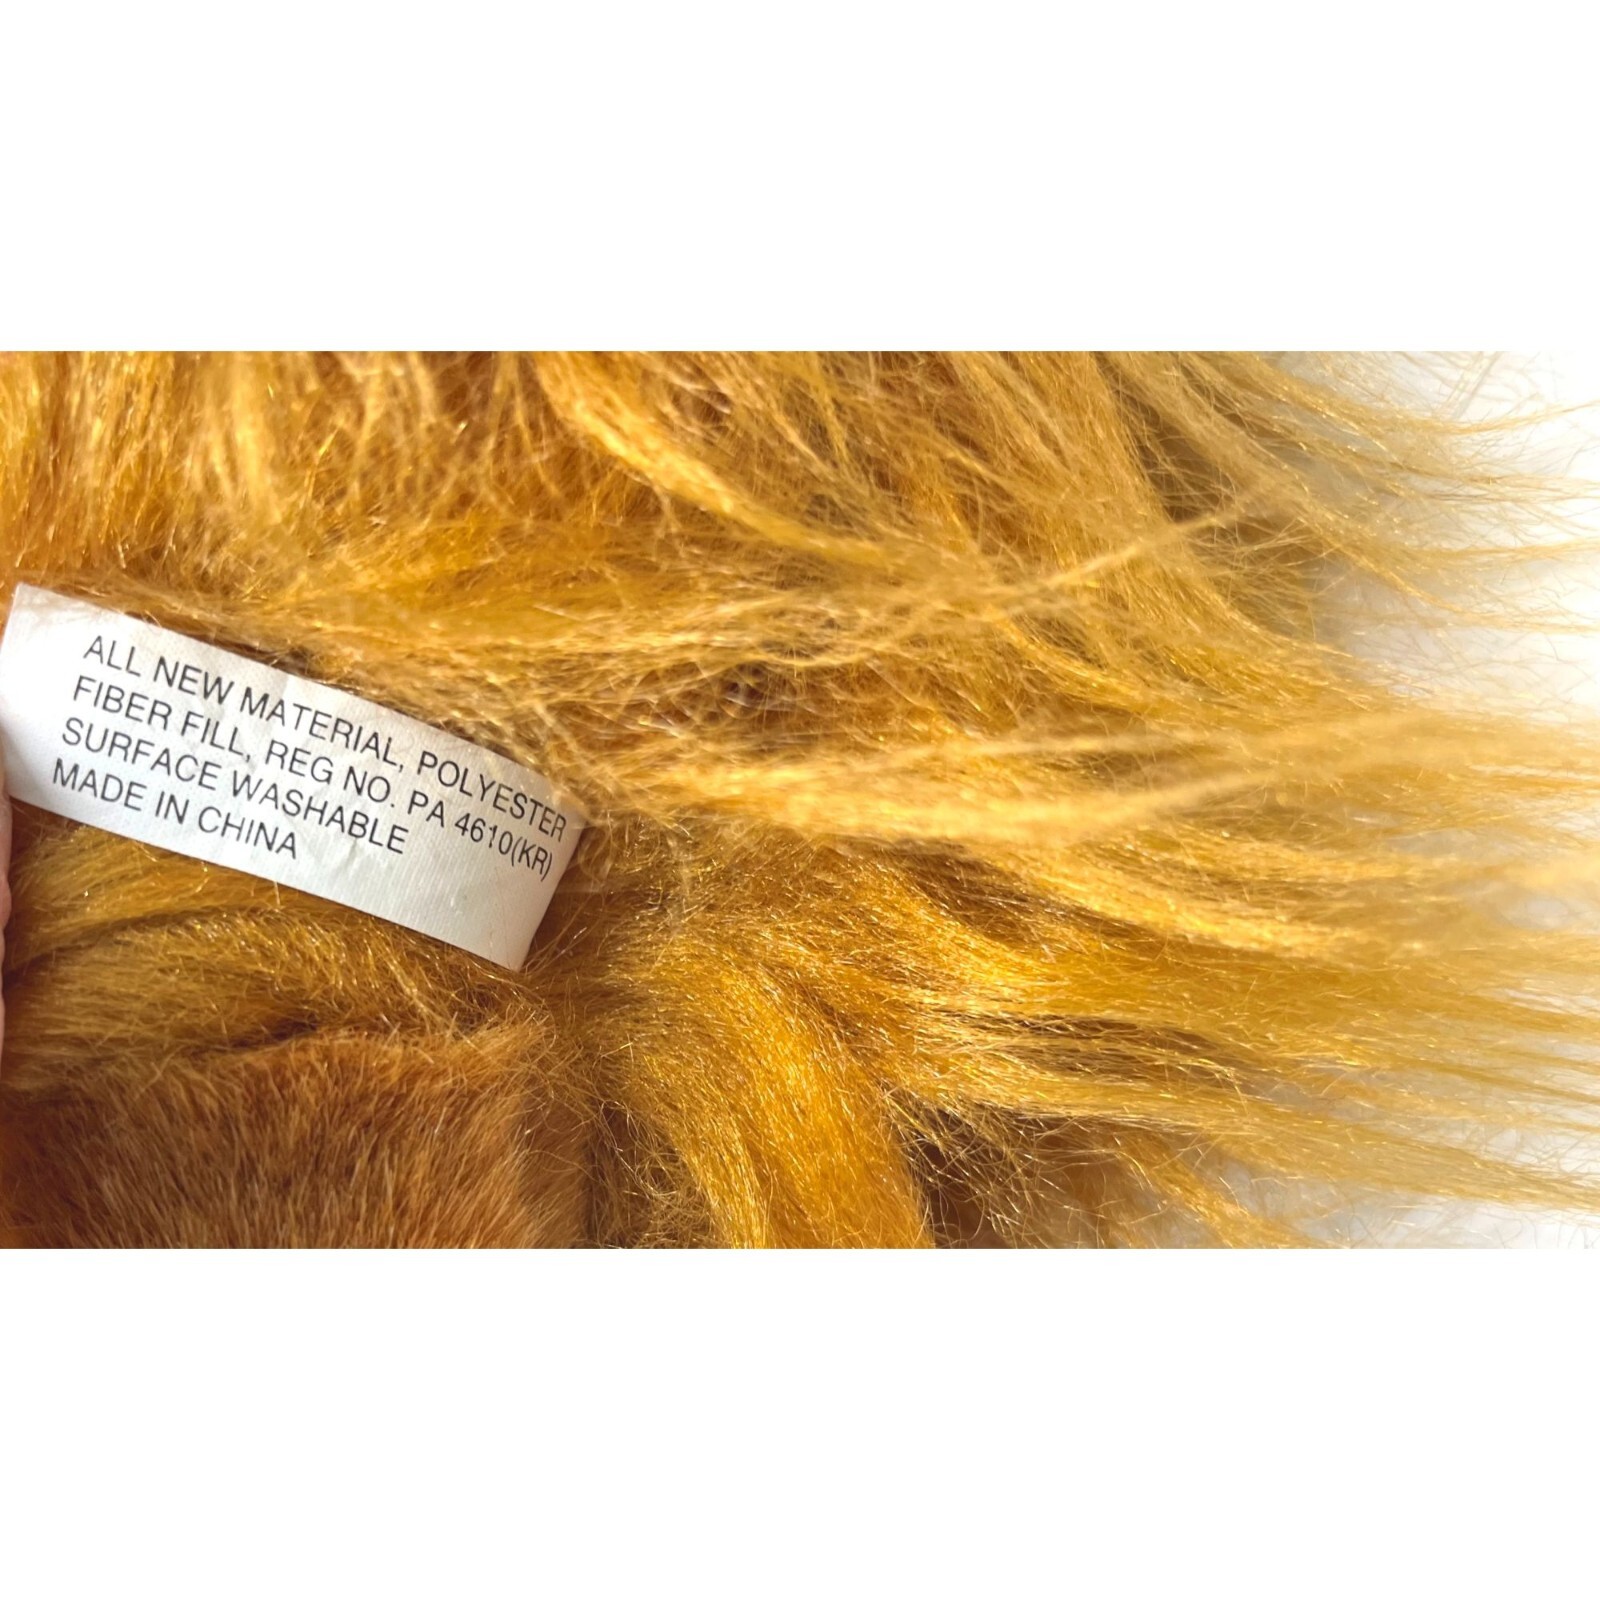 ALL NEW MATERIAL, POLYESTER
FIBER FILL, REG NO. PA 4610(KR)
SURFACE WASHABLE
MADE IN CHINA